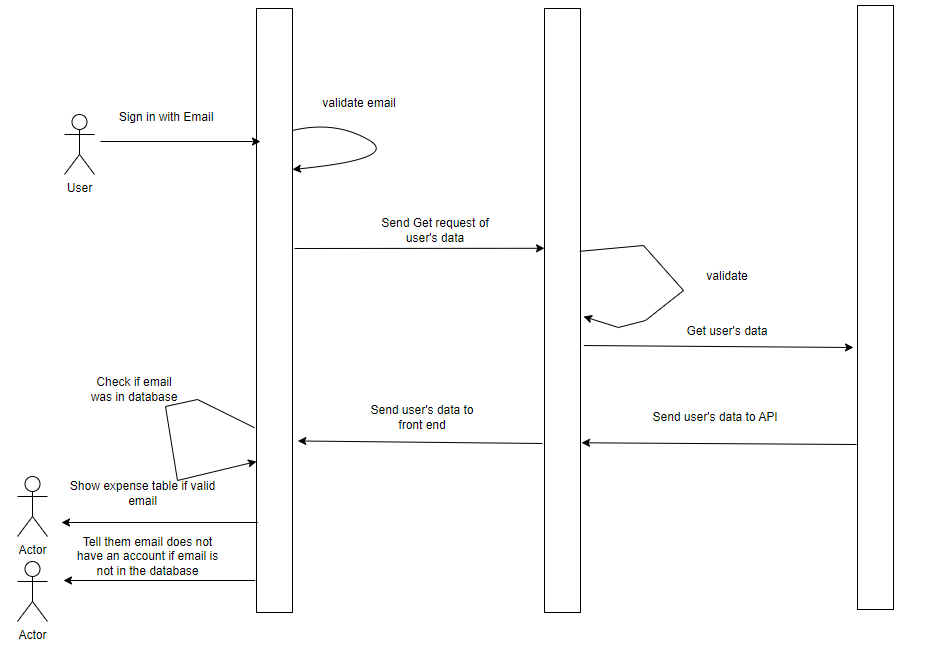 validate email
Sign in with Email
User
Send Get request of
user's data
validate
Get user's data
Check if email
was in database
Send user's data to
front end
Send user's data to API
Show expense table if valid
email
Actor
Tell them email does not
have an account if email is
not in the database
Actor